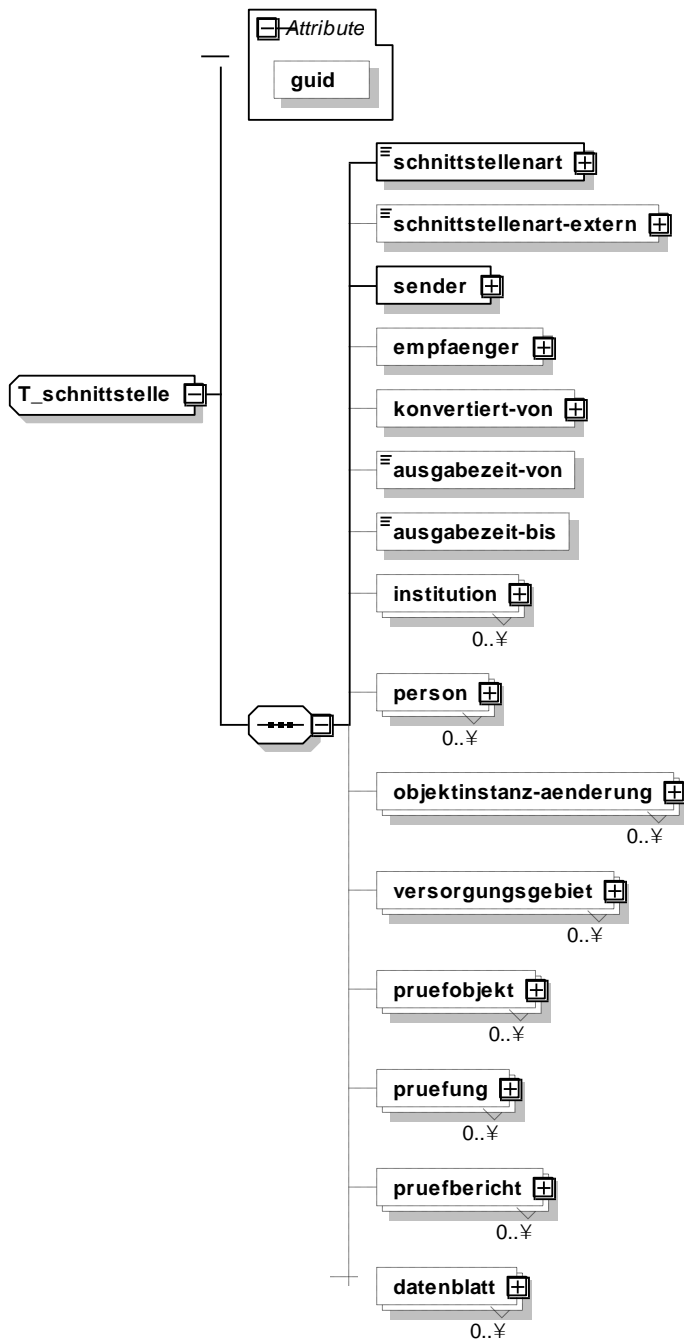 Attribute
guid
schnittstellenart
schnittstellenart-extern
sender
empfaenger
T_schnittstelle
konvertiert-von
ausgabezeit-von
ausgabezeit-bis
institution
0..¥
person
0..¥
objektinstanz-aenderung
0..¥
versorgungsgebiet
0..¥
pruefobjekt
0..¥
pruefung
0..¥
pruefbericht
0..¥
datenblatt
0..¥